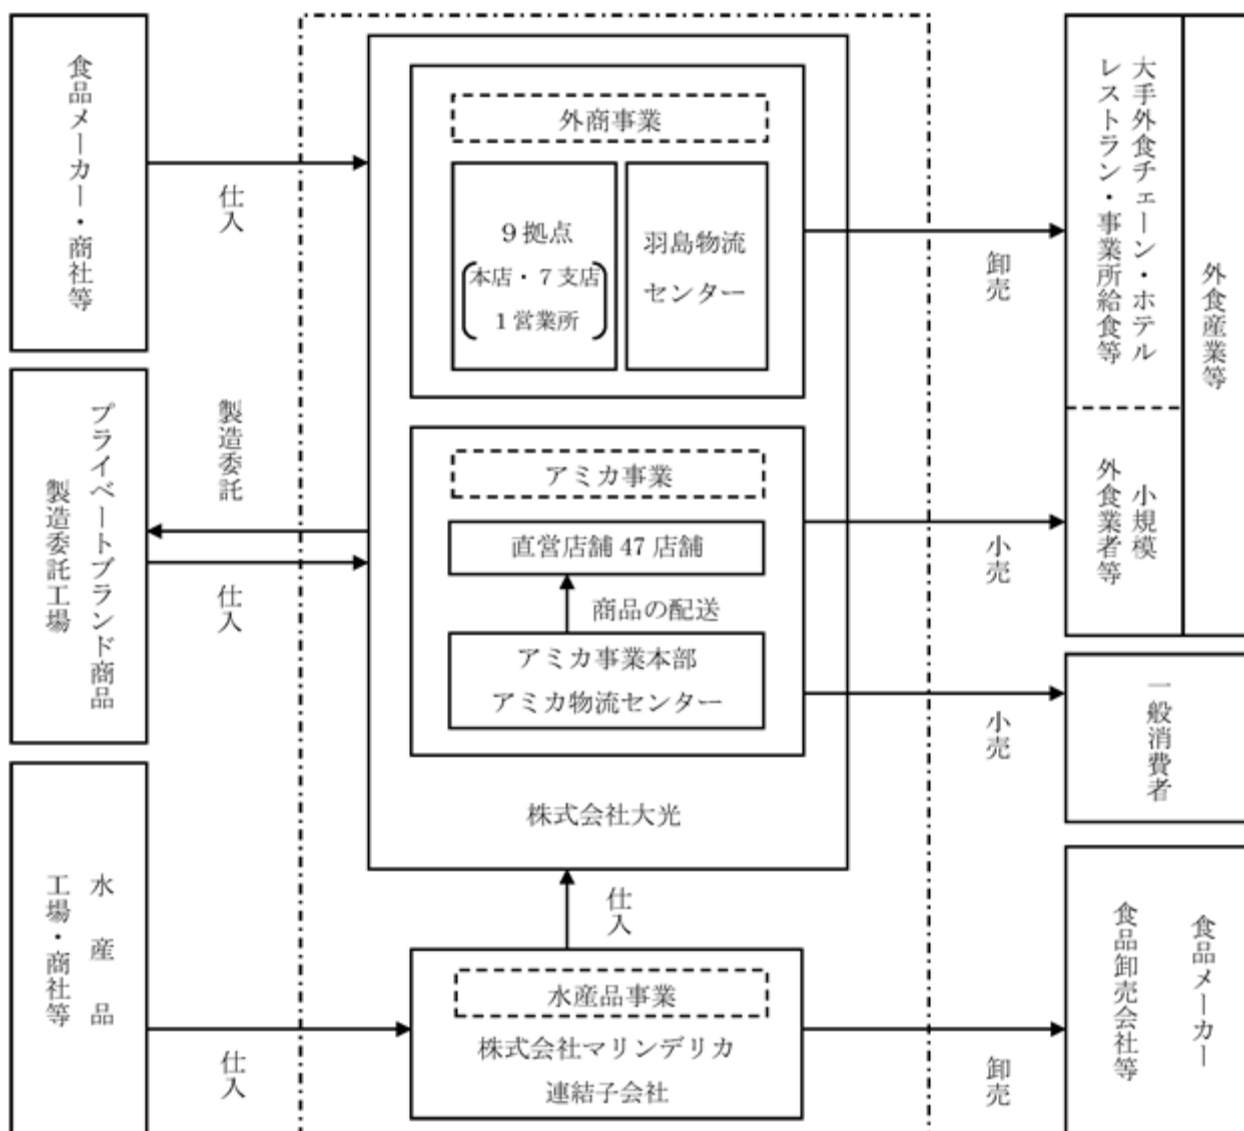 食品メーカー・商社等
仕入
プライベートブランド商品
製造委託工場
製造委託
仕入
水産品
工場・商社等
仕入
外商事業
9拠点
本店・7支店
1営業所
羽島物流
センター
アミカ事業
直営店舗 47 店舗
商品の配送
アミカ事業本部
アミカ物流センター
株式会社大光
仕入
水産品事業
株式会社マリンデリカ
連結子会社
卸売
小売
小売
卸売
大手外食チェーン・ホテル
レストラン・事業所給食等
小規模
外食業者等
外食産業等
一般消費者
食品メーカー
食品卸売会社等